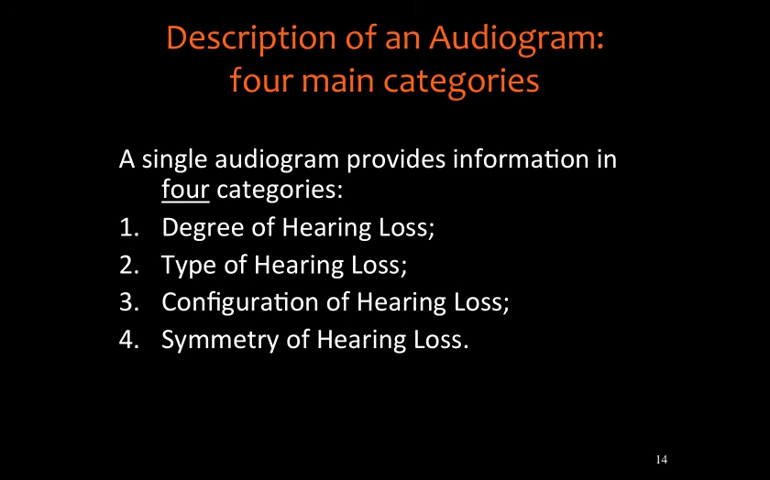 Description of an Audiogram:
four main categories
A single audiogram provides information in
four categories:
1. Degree of Hearing Loss;
2. Type of Hearing Loss;
3. Configuration of Hearing Loss;
4. Symmetry of Hearing Loss.
14